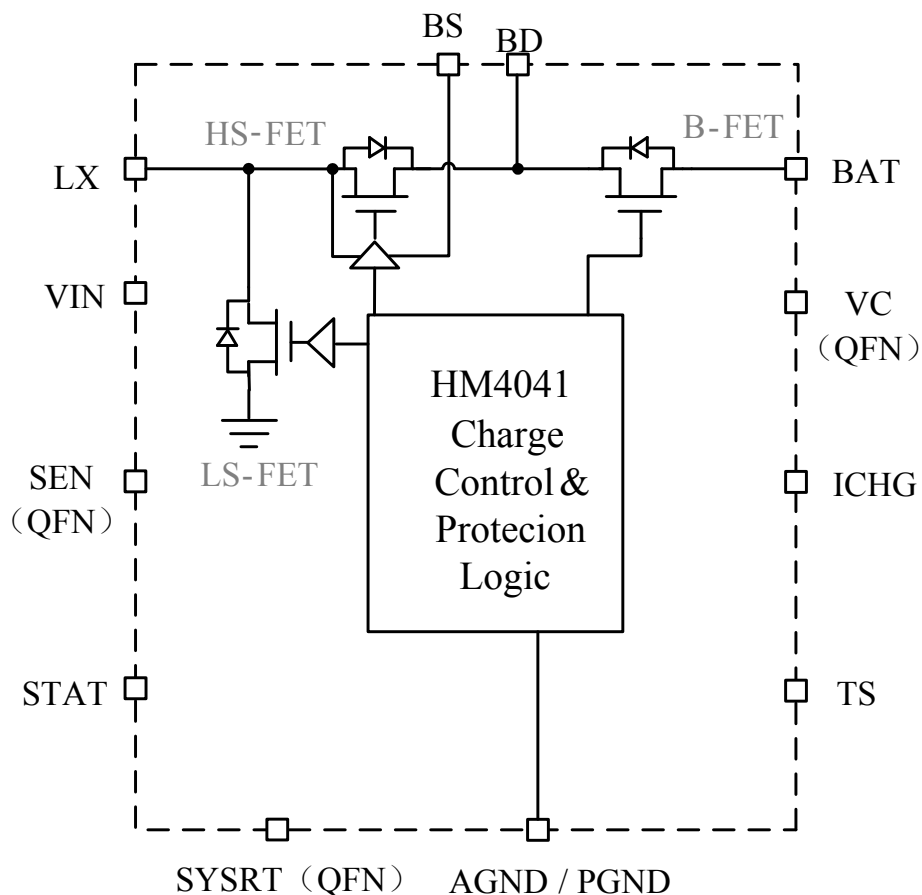 BS
BD
HS-FET
B-FET
LX
BAT
VIN
VC
（QFN）
HM4041
Charge
Control &
Protecion
Logic
LS-FET
SEN
（QFN）
ICHG
STAT
TS
SYSRT（QFN）
AGND / PGND